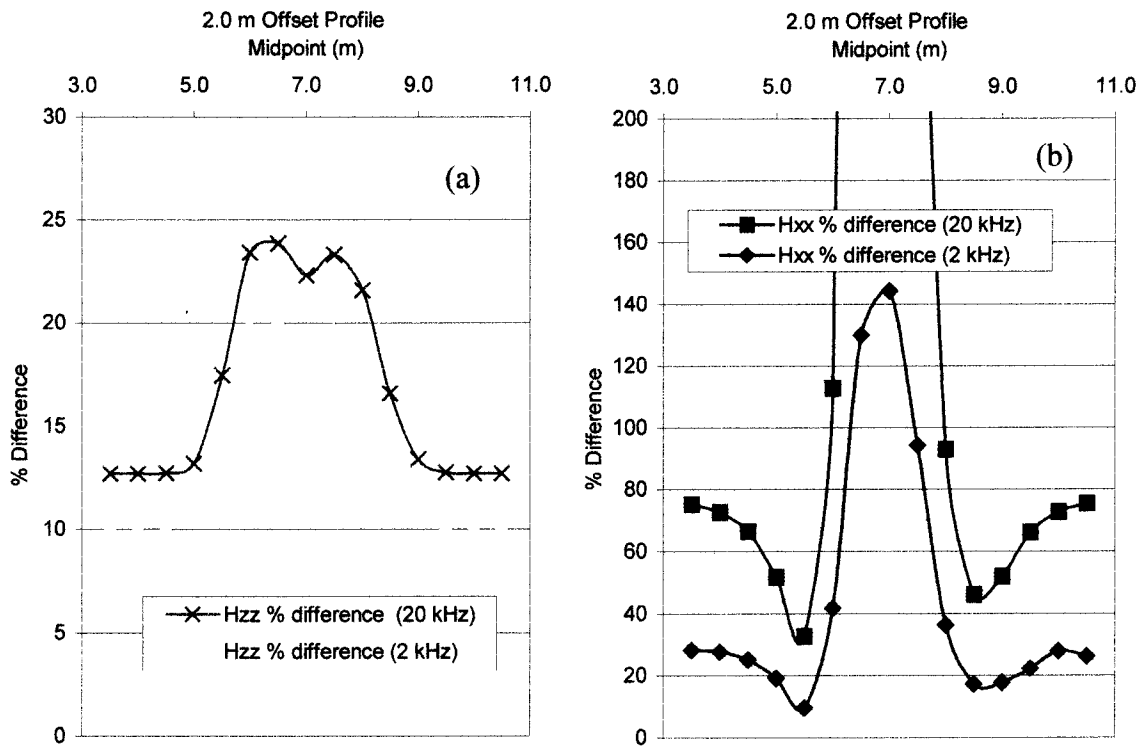 2.0 m Offset Profile
Midpoint (m)
3.0 5.0 7.0 9.0 11.0
30
25
20
15
10
5
0
% Difference
(a)
Hzz % difference (20 kHz)
Hzz % difference (2 kHz)
2.0 m Offset Profile
Midpoint (m)
3.0 5.0 7.0 9.0 11.0
200
180
160
140
120
100
80
60
40
20
0
% Difference
(b)
Hxx % difference (20 kHz)
Hxx % difference (2 kHz)